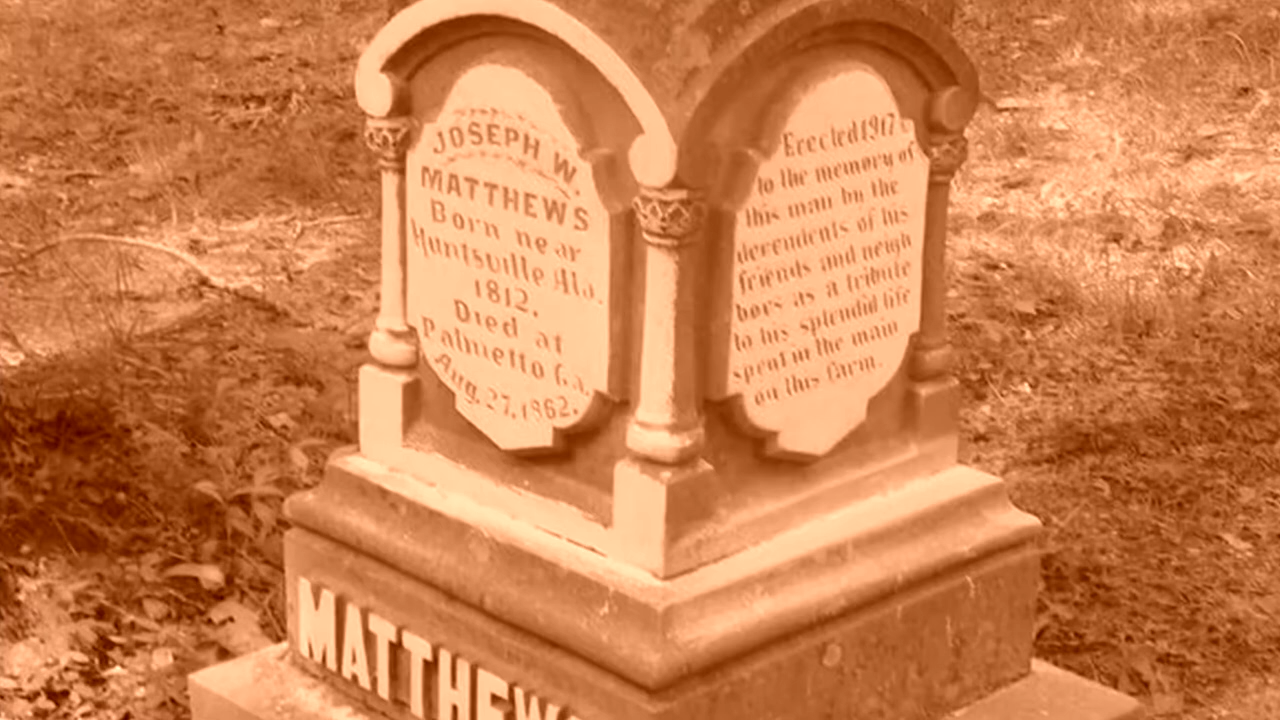 JOSEPH W.
MATTHEWS
Born near
Huntsville Ala.
1812.
Died at
Palmetto Ga.
Aug. 27, 1862.
Erected 1917
to the memory of
this man by the
decendents of his
friends and neigh
bors as a tribute
to his splendid life
spent in the main
on this farm.
MATTHEWS